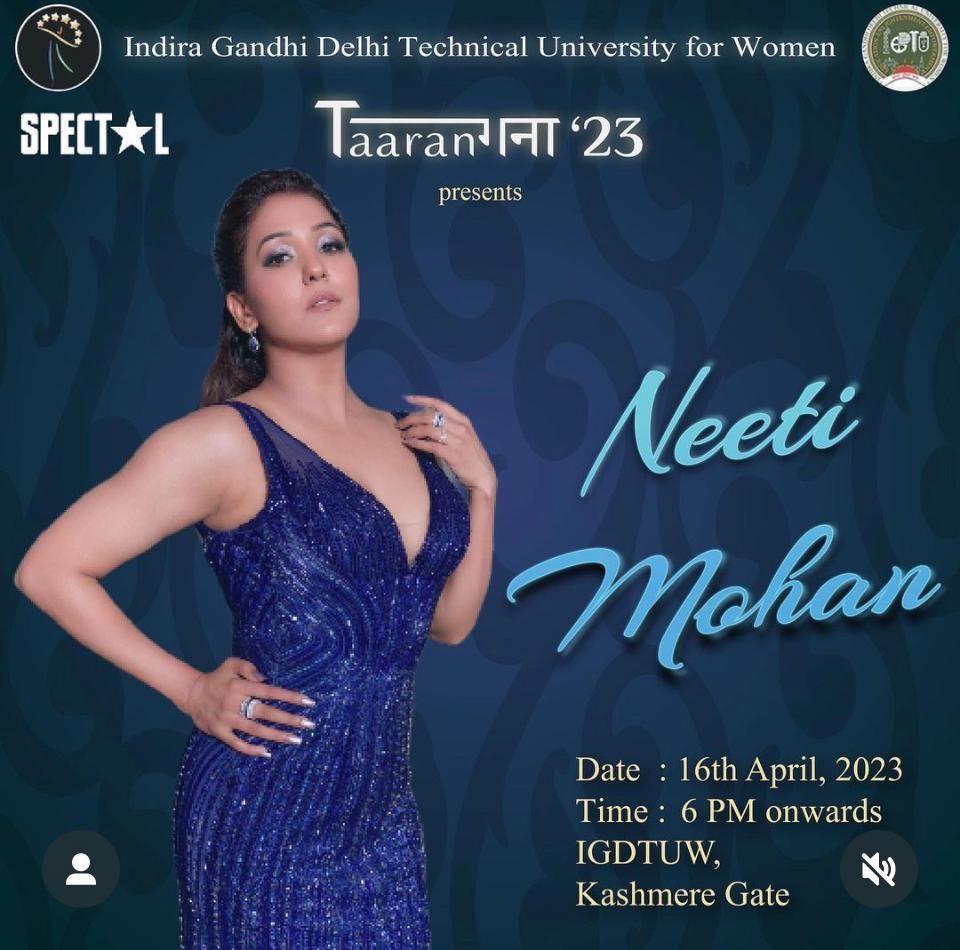 Indira Gandhi Delhi Technical University for Women
SPECT★L
Taaranगना ‘23
presents
Neeti
Mohan
Date : 16th April, 2023
Time : 6 PM onwards
IGDTUW,
Kashmere Gate